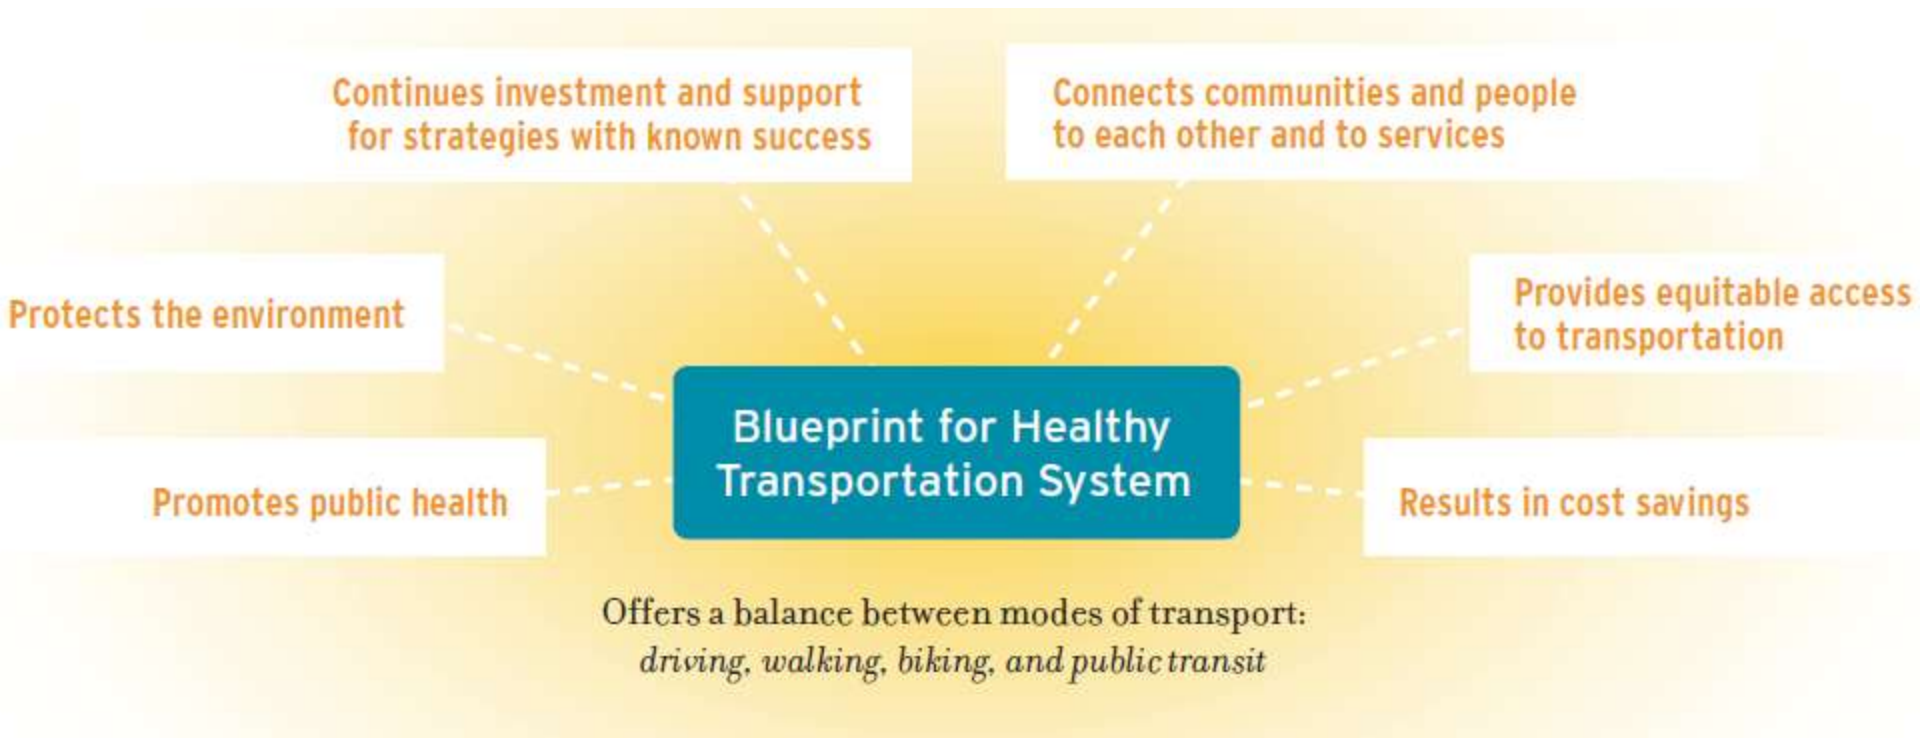 Continues investment and support
for strategies with known success
Connects communities and people
to each other and to services
Protects the environment
Provides equitable access
to transportation
Blueprint for Healthy
Transportation System
Promotes public health
Results in cost savings
Offers a balance between modes of transport:
driving, walking, biking, and public transit